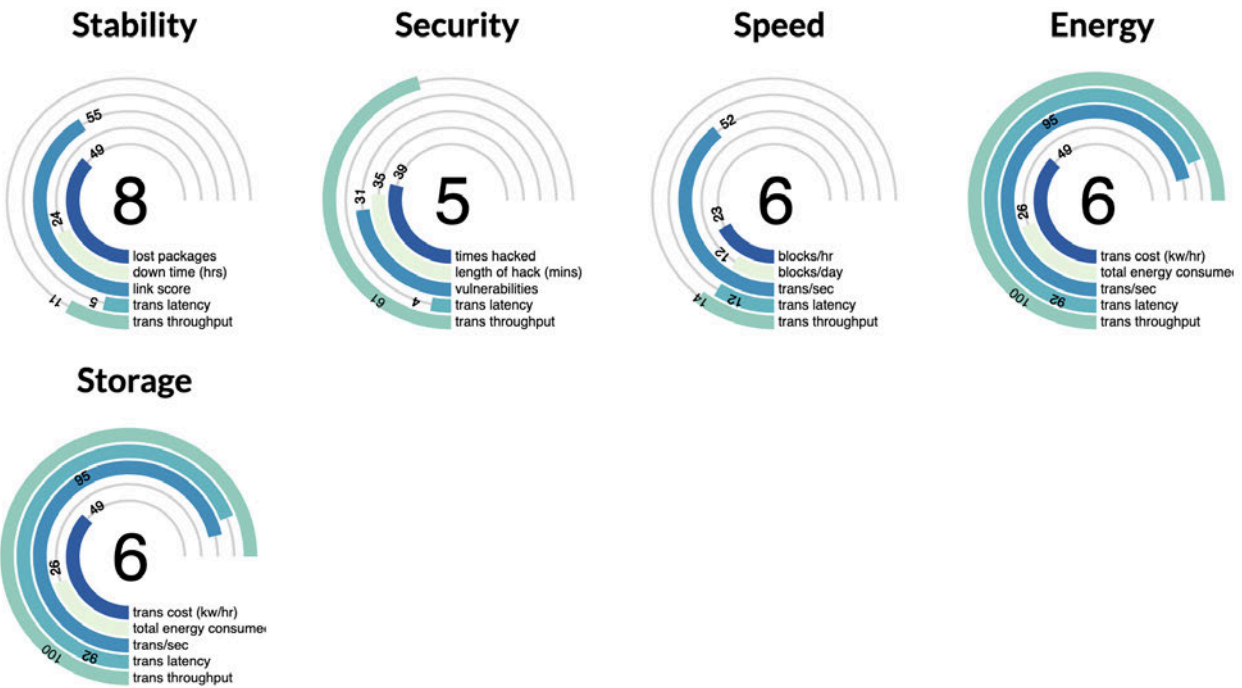 Stability
55
49
24
8
5
11
lost packages
down time (hrs)
link score
trans latency
trans throughput
Security
39
35
31
5
4
61
times hacked
length of hack (mins)
vulnerabilities
trans latency
trans throughput
Speed
52
23
6
12
12
14
blocks/hr
blocks/day
trans/sec
trans latency
trans throughput
Energy
95
49
26
6
92
100
trans cost (kw/hr)
total energy consume
trans/sec
trans latency
trans throughput
Storage
95
49
26
6
92
100
trans cost (kw/hr)
total energy consume
trans/sec
trans latency
trans throughput